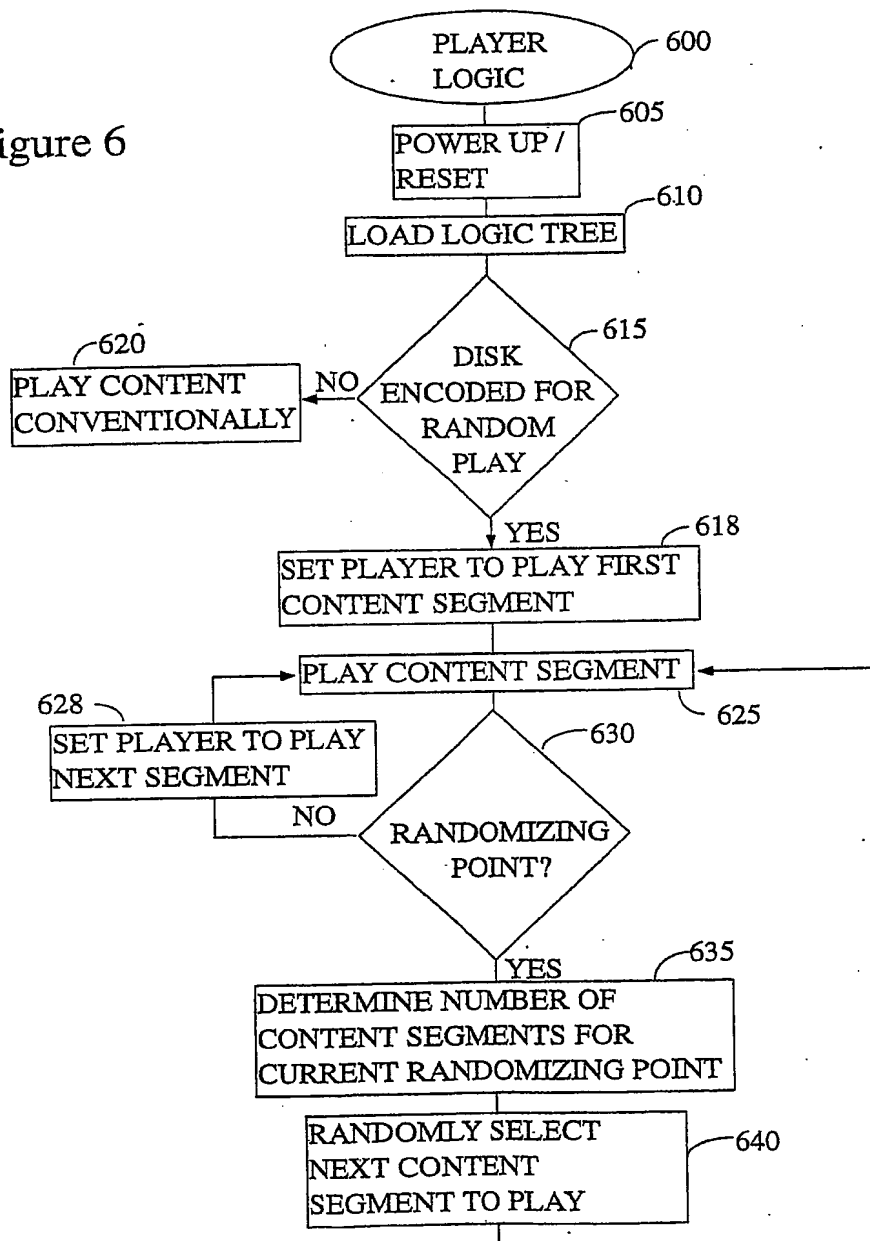 PLAYER
LOGIC
600
igure 6
605
POWER UP /
RESET
610
LOAD LOGIC TREE
615
DISK
ENCODED FOR
RANDOM
PLAY
620
NO
PLAY CONTENT
CONVENTIONALLY
YES
618
SET PLAYER TO PLAY FIRST
CONTENT SEGMENT
PLAY CONTENT SEGMENT
625
628
SET PLAYER TO PLAY
NEXT SEGMENT
NO
630
RANDOMIZING
POINT?
YES
635
DETERMINE NUMBER OF
CONTENT SEGMENTS FOR
CURRENT RANDOMIZING POINT
RANDOMLY SELECT
NEXT CONTENT
SEGMENT TO PLAY
640